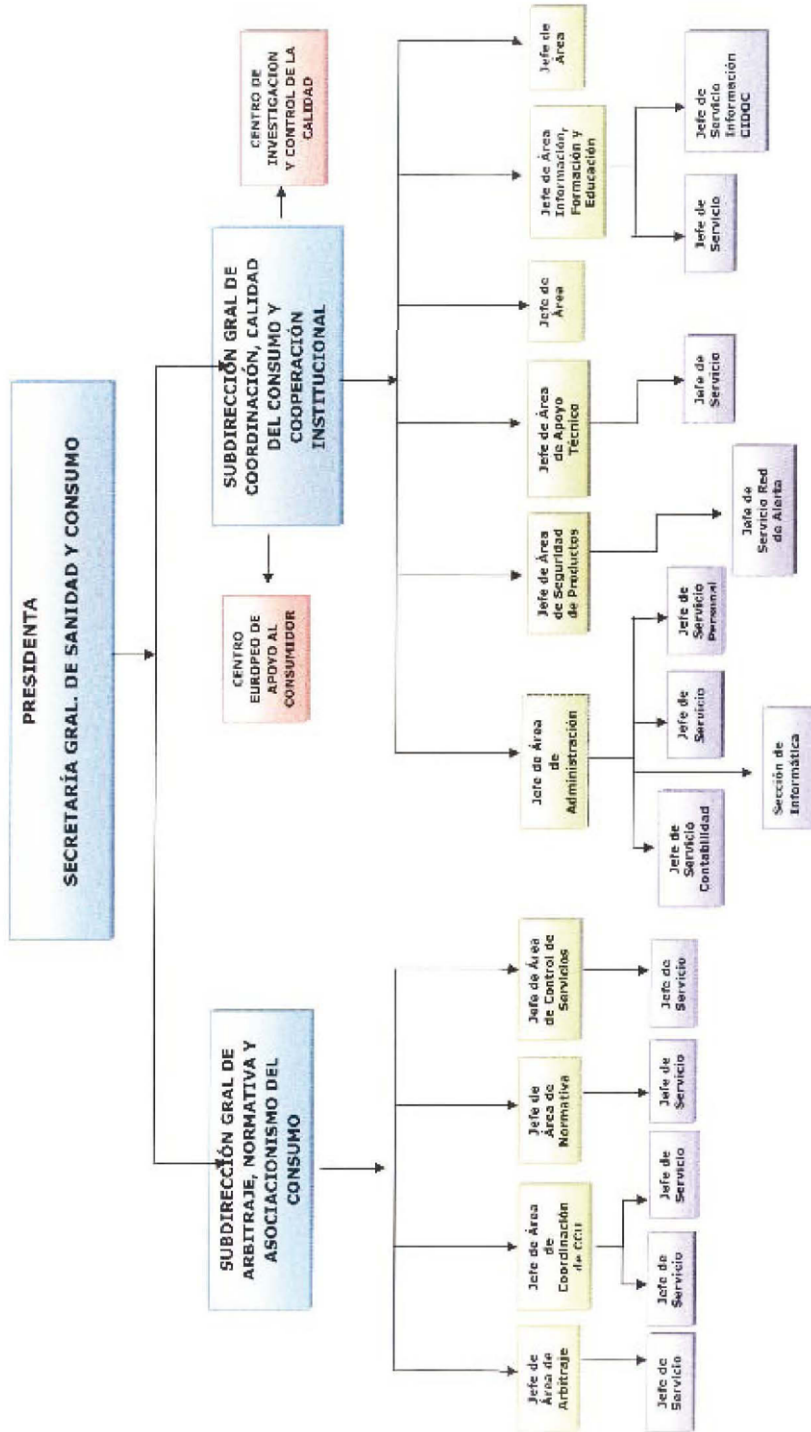 PRESIDENTA
SECRETARÍA GRAL. DE SANIDAD Y CONSUMO
SUBDIRECCIÓN GRAL DE
ARBITRAJE, NORMATIVA Y
ASOCIACIONISMO DEL
CONSUMO
SUBDIRECCIÓN GRAL DE
COORDINACIÓN, CALIDAD
DEL CONSUMO Y
COOPERACIÓN
INSTITUCIONAL
CENTRO
EUROPEO DE
APOYO AL
CONSUMIDOR
CENTRO DE
INVESTIGACION
Y CONTROL DE LA
CALIDAD
Jefe de
Área de
Arbitraje
Jefe de Área
de
Coordinación
de CCU
Jefe de
Área de
Normativa
Jefe de Área
de Control de
Servicios
Jefe de Área
de
Administración
Jefe de Área
de Seguridad
de Productos
Jefe de Área
de Apoyo
Técnico
Jefe de
Área
Jefe de Área
Información,
Formación y
Educación
Jefe de
Área
Jefe de
Servicio
Jefe de
Servicio
Jefe de
Servicio
Jefe de
Servicio
Jefe de
Servicio
Jefe de
Servicio
Contabilidad
Sección de
Informática
Jefe de
Servicio
Jefe de
Servicio
Personal
Jefe de
Servicio Red
de Alerta
Jefe de
Servicio
Jefe de
Servicio
Jefe de
Servicio
Información
CIDOC